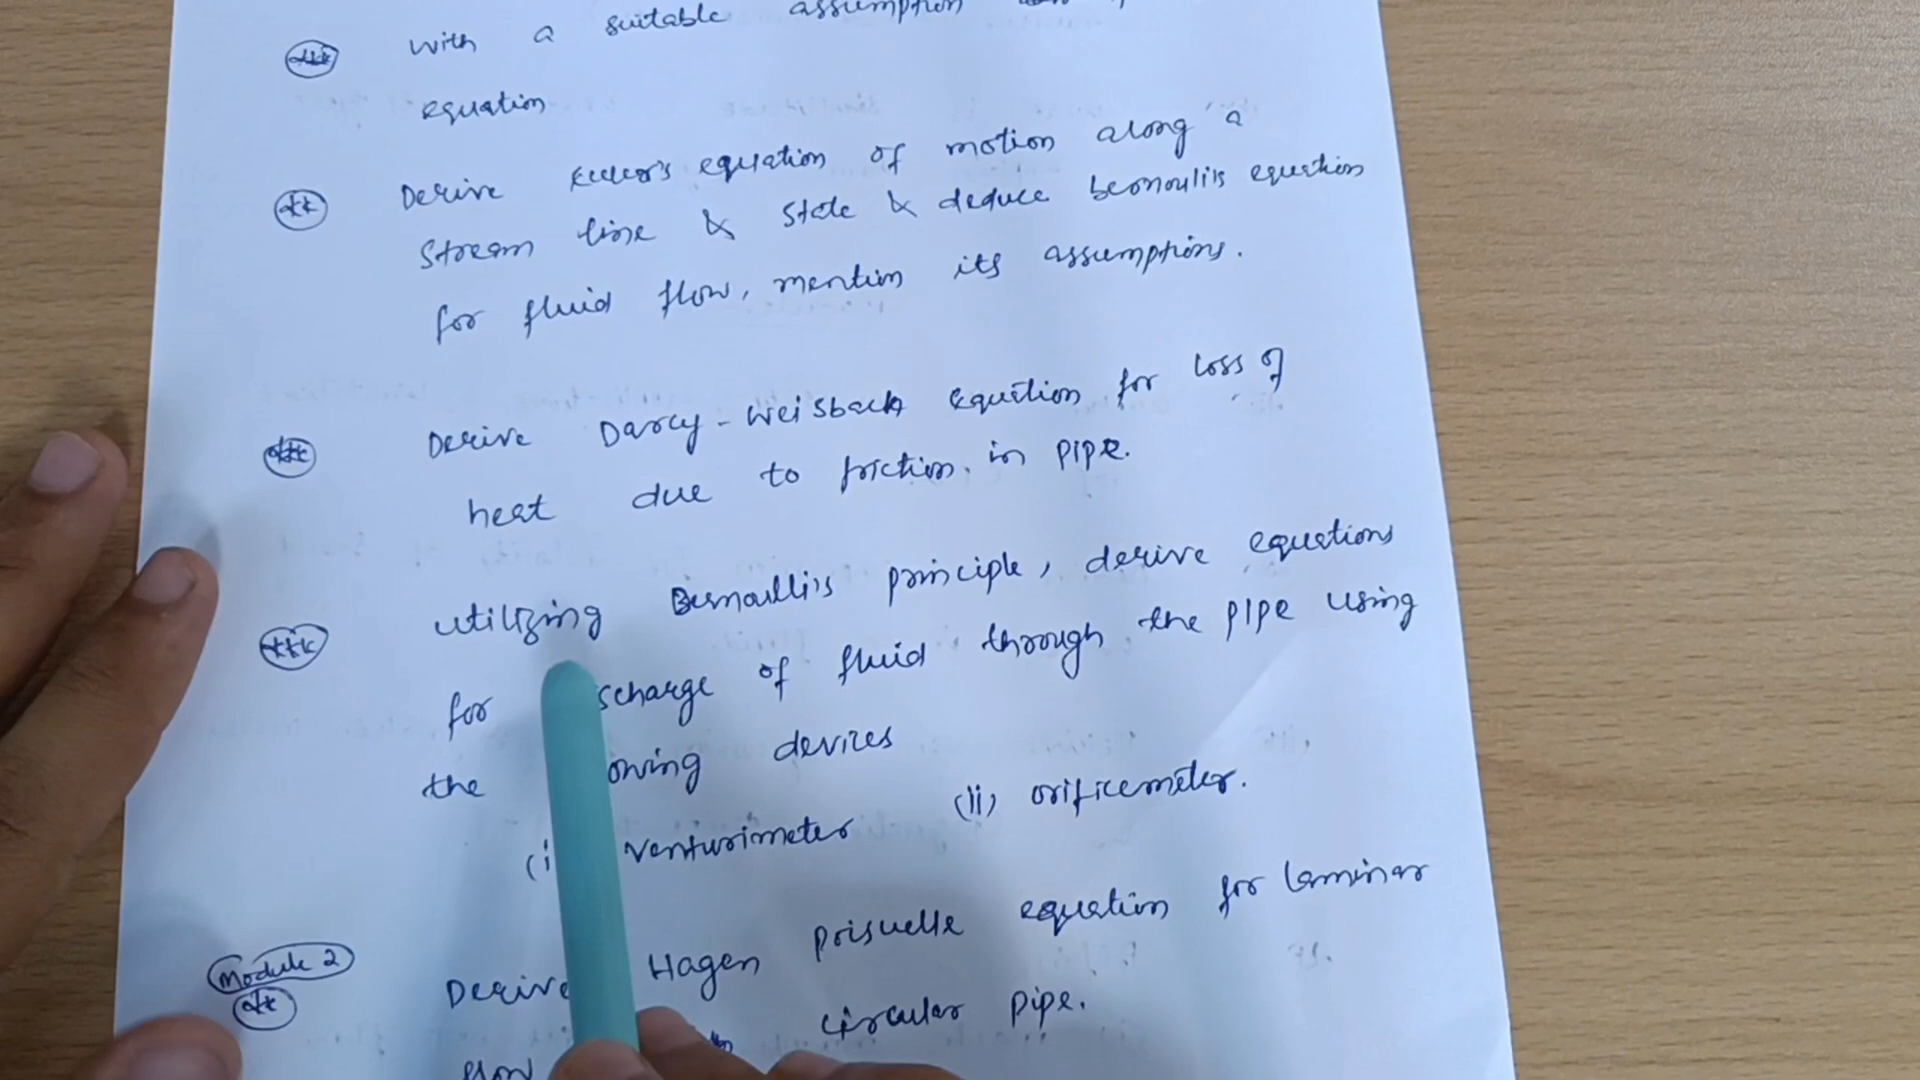 *** with a suitable assumption
equation
** Derive Euler's equation of motion along a
Stream line & State & deduce bernoulli's equation
for fluid flow, mention its assumptions.
*** Derive Darcy-Weisback Equation for Loss of
heat due to friction. in pipe.
*** utilizing Bernoulli's principle, derive equations
for scharge of fluid through the pipe using
the owing devices
(i venturimeter (ii) orificemeter.
Module 2
** Derive Hagen poisuelle equation for laminar
flow circular pipe.